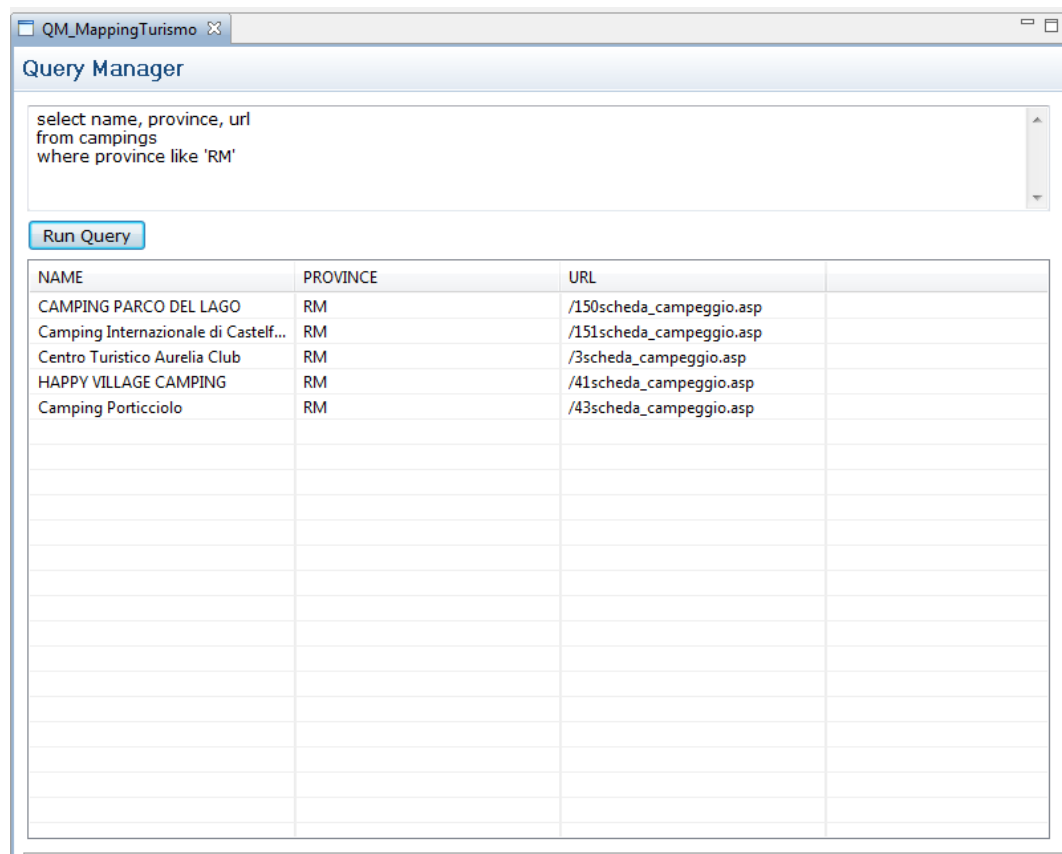 QM_MappingTurismo
Query Manager
select name, province, url
from campings
where province like 'RM'
Run Query
NAME PROVINCE URL
CAMPING PARCO DEL LAGO RM /150scheda_campeggio.asp
Camping Internazionale di Castelf... RM /151scheda_campeggio.asp
Centro Turistico Aurelia Club RM /3scheda_campeggio.asp
HAPPY VILLAGE CAMPING RM /41scheda_campeggio.asp
Camping Porticciolo RM /43scheda_campeggio.asp